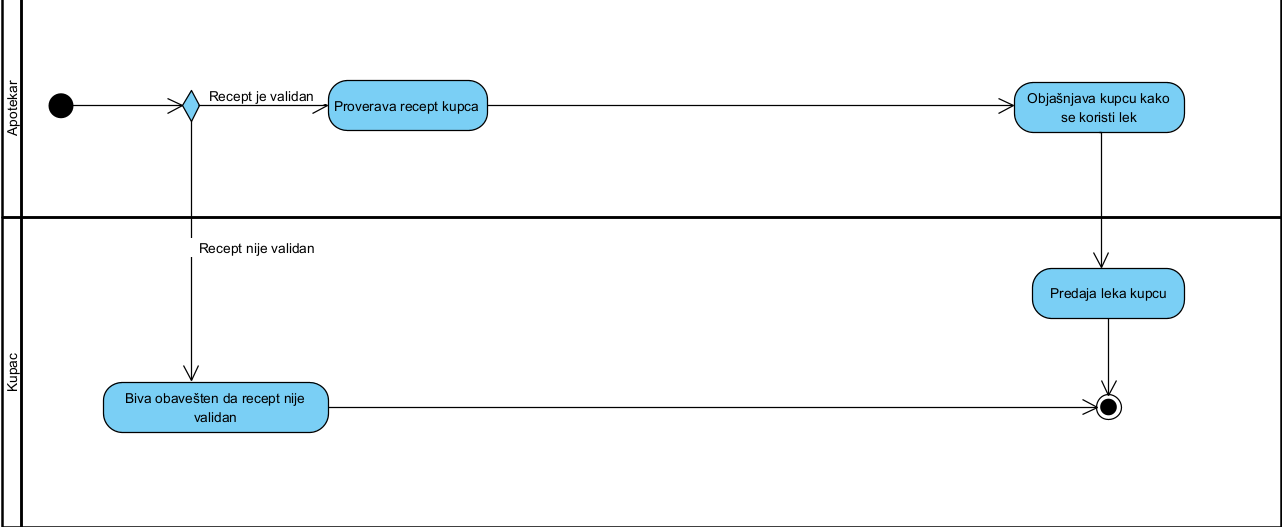 Apotekar
Recept je validan
Proverava recept kupca
Objašnjava kupcu kako
se koristi lek
Kupac
Recept nije validan
Predaja leka kupcu
Biva obavešten da recept nije
validan